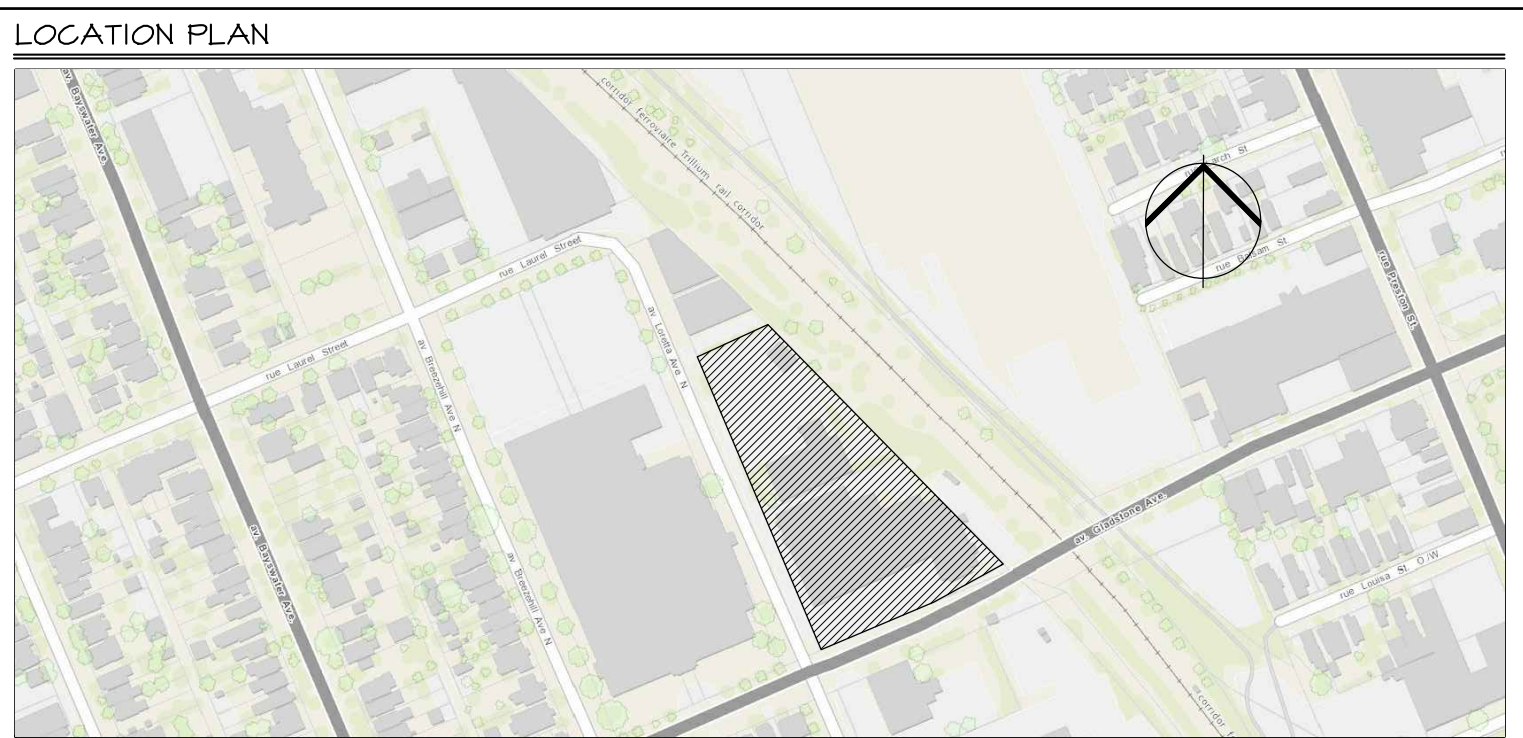 LOCATION PLAN
av. Bayswater Ave.
corridor ferroviaire Trillium rail corridor
arch St
rue Balsam St
rue Preston St.
rue Laurel Street
av Loretta Ave N
rue Laurel Street
av Breezehill Ave N
av. Gladstone Ave.
av. Bayswater Ave.
av Breezehill Ave N
rue Louisa St O/W
corridor